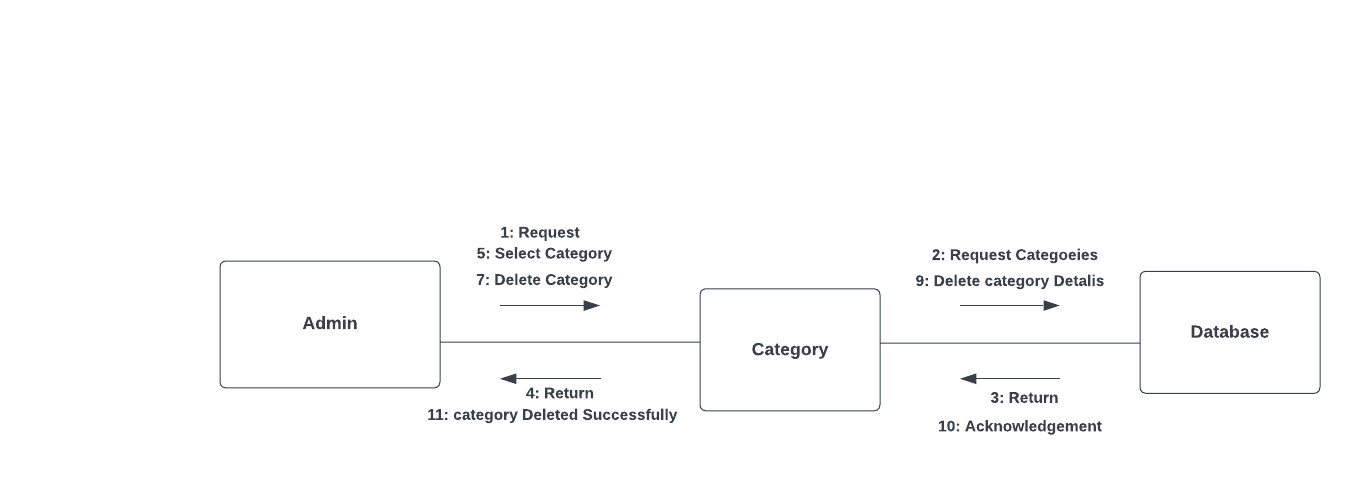 1: Request
5: Select Category
7: Delete Category
2: Request Categoeies
9: Delete category Detalis
Admin
Category
Database
4: Return
11: category Deleted Successfully
3: Return
10: Acknowledgement